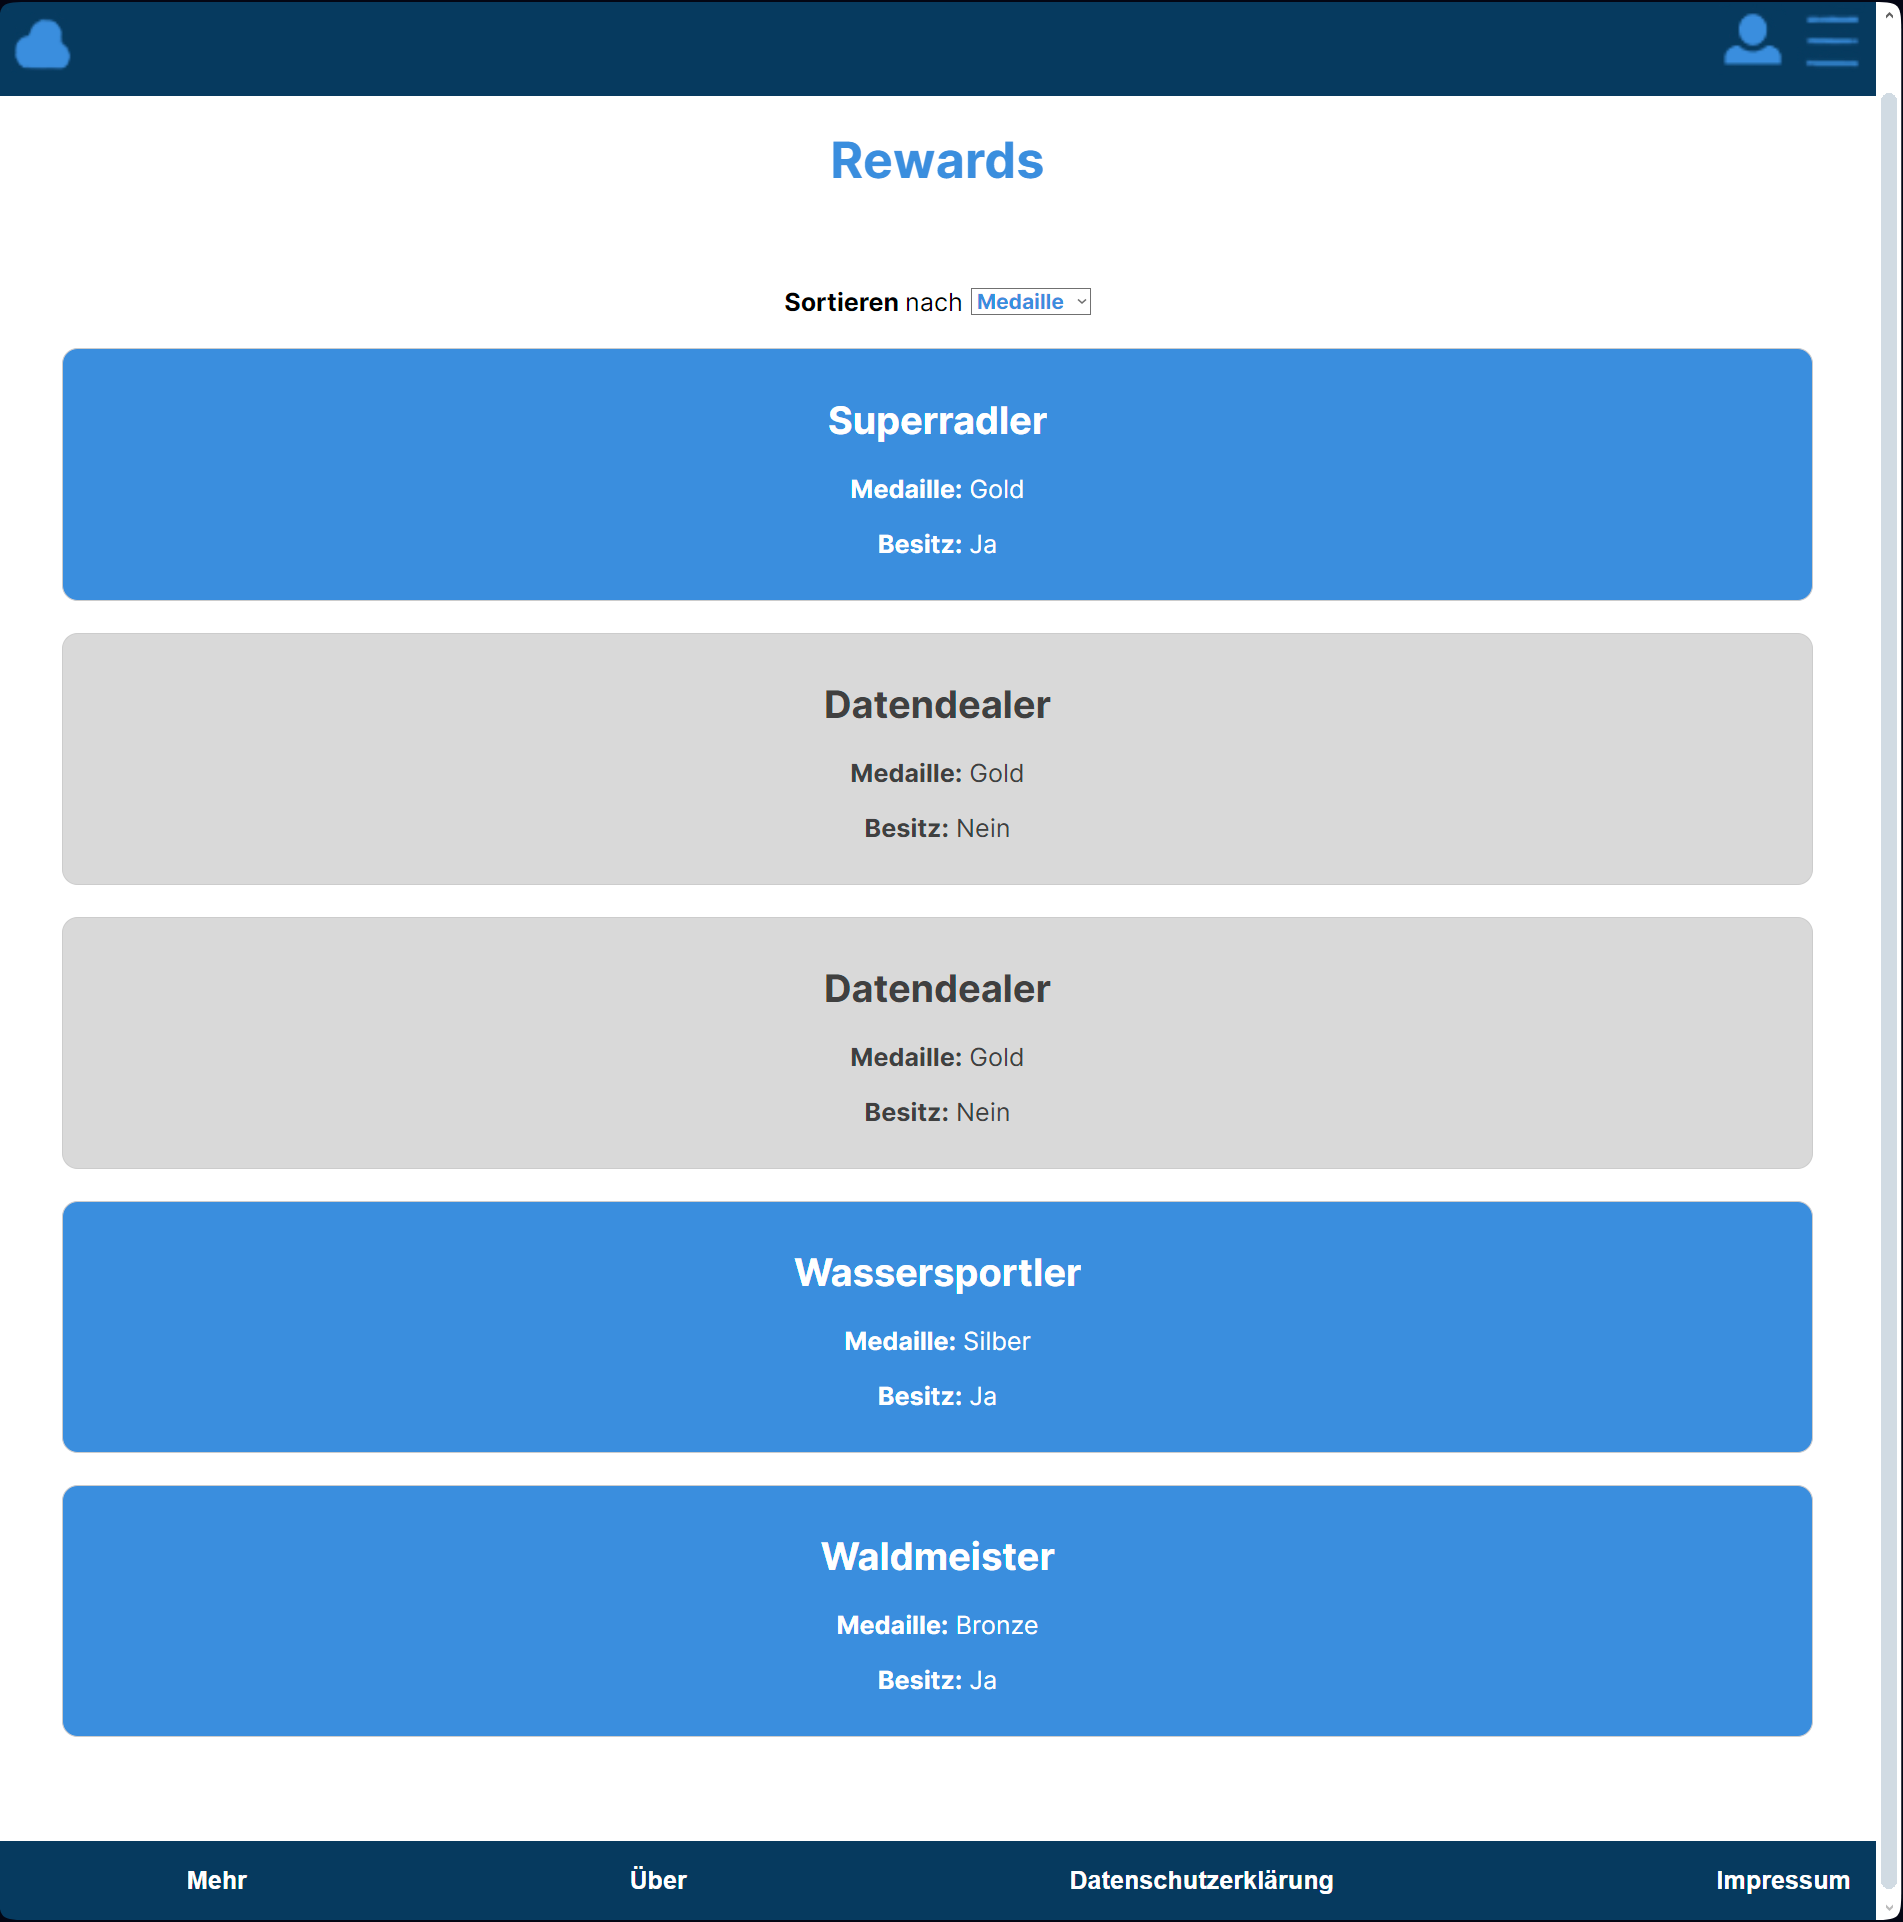 Rewards
Sortieren nach Medaille
Superradler
Medaille: Gold
Besitz: Ja
Datendealer
Medaille: Gold
Besitz: Nein
Datendealer
Medaille: Gold
Besitz: Nein
Wassersportler
Medaille: Silber
Besitz: Ja
Waldmeister
Medaille: Bronze
Besitz: Ja
Mehr Über Datenschutzerklärung Impressum